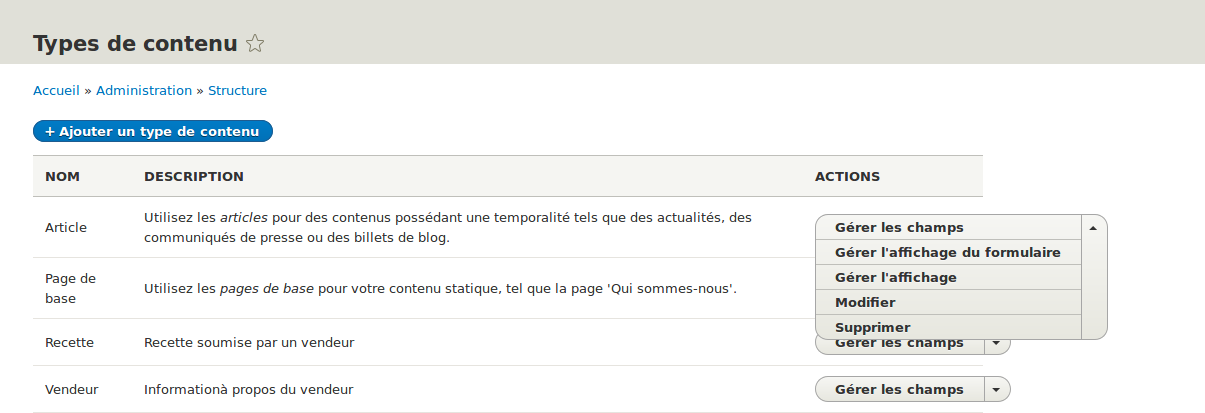 Types de contenu
Accueil » Administration » Structure
+ Ajouter un type de contenu
NOM DESCRIPTION ACTIONS
Article
Utilisez les articles pour des contenus possédant une temporalité tels que des actualités, des
communiqués de presse ou des billets de blog.
Gérer les champs
Gérer l'affichage du formulaire
Gérer l'affichage
Modifier
Supprimer
Page de
base
Utilisez les pages de base pour votre contenu statique, tel que la page 'Qui sommes-nous'.
Recette Recette soumise par un vendeur Gérer les champs
Vendeur Informationà propos du vendeur Gérer les champs